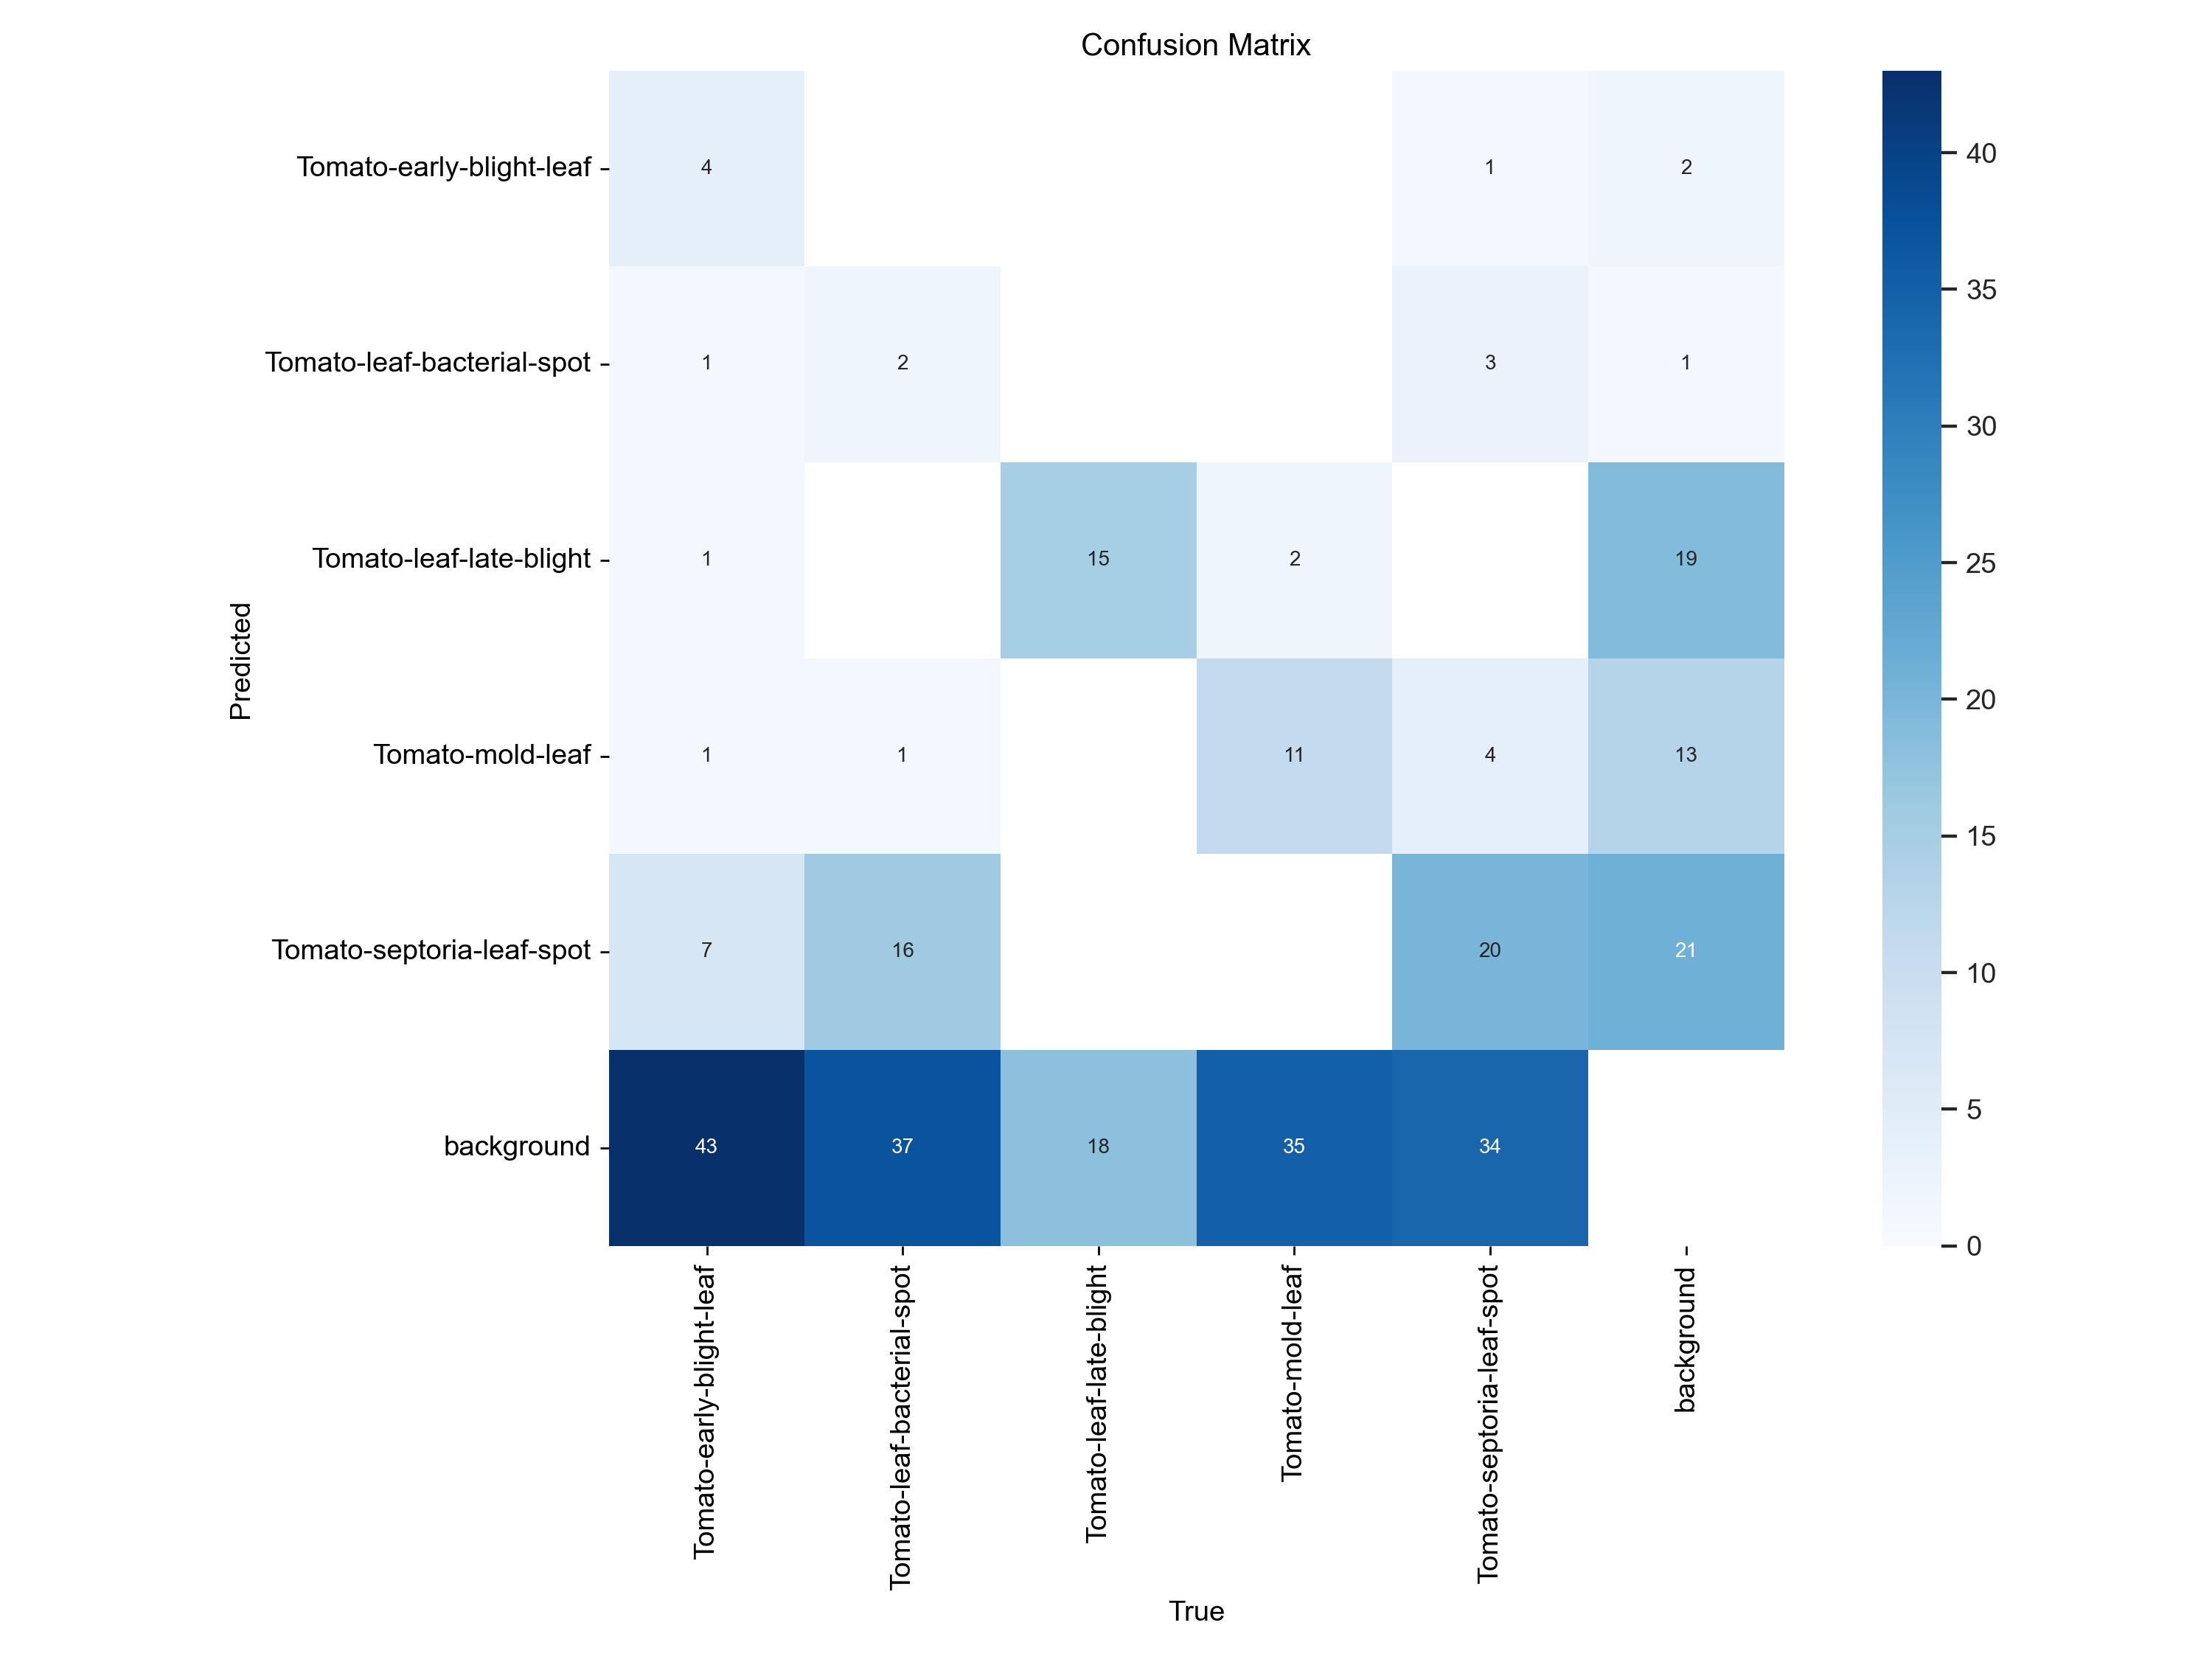 Confusion Matrix
Predicted
Tomato-early-blight-leaf 4 1 2
Tomato-leaf-bacterial-spot 1 2 3 1
Tomato-leaf-late-blight 1 15 2 19
Tomato-mold-leaf 1 1 11 4 13
Tomato-septoria-leaf-spot 7 16 20 21
background 43 37 18 35 34
Tomato-early-blight-leaf
Tomato-leaf-bacterial-spot
Tomato-leaf-late-blight
Tomato-mold-leaf
Tomato-septoria-leaf-spot
background
True
40
35
30
25
20
15
10
5
0